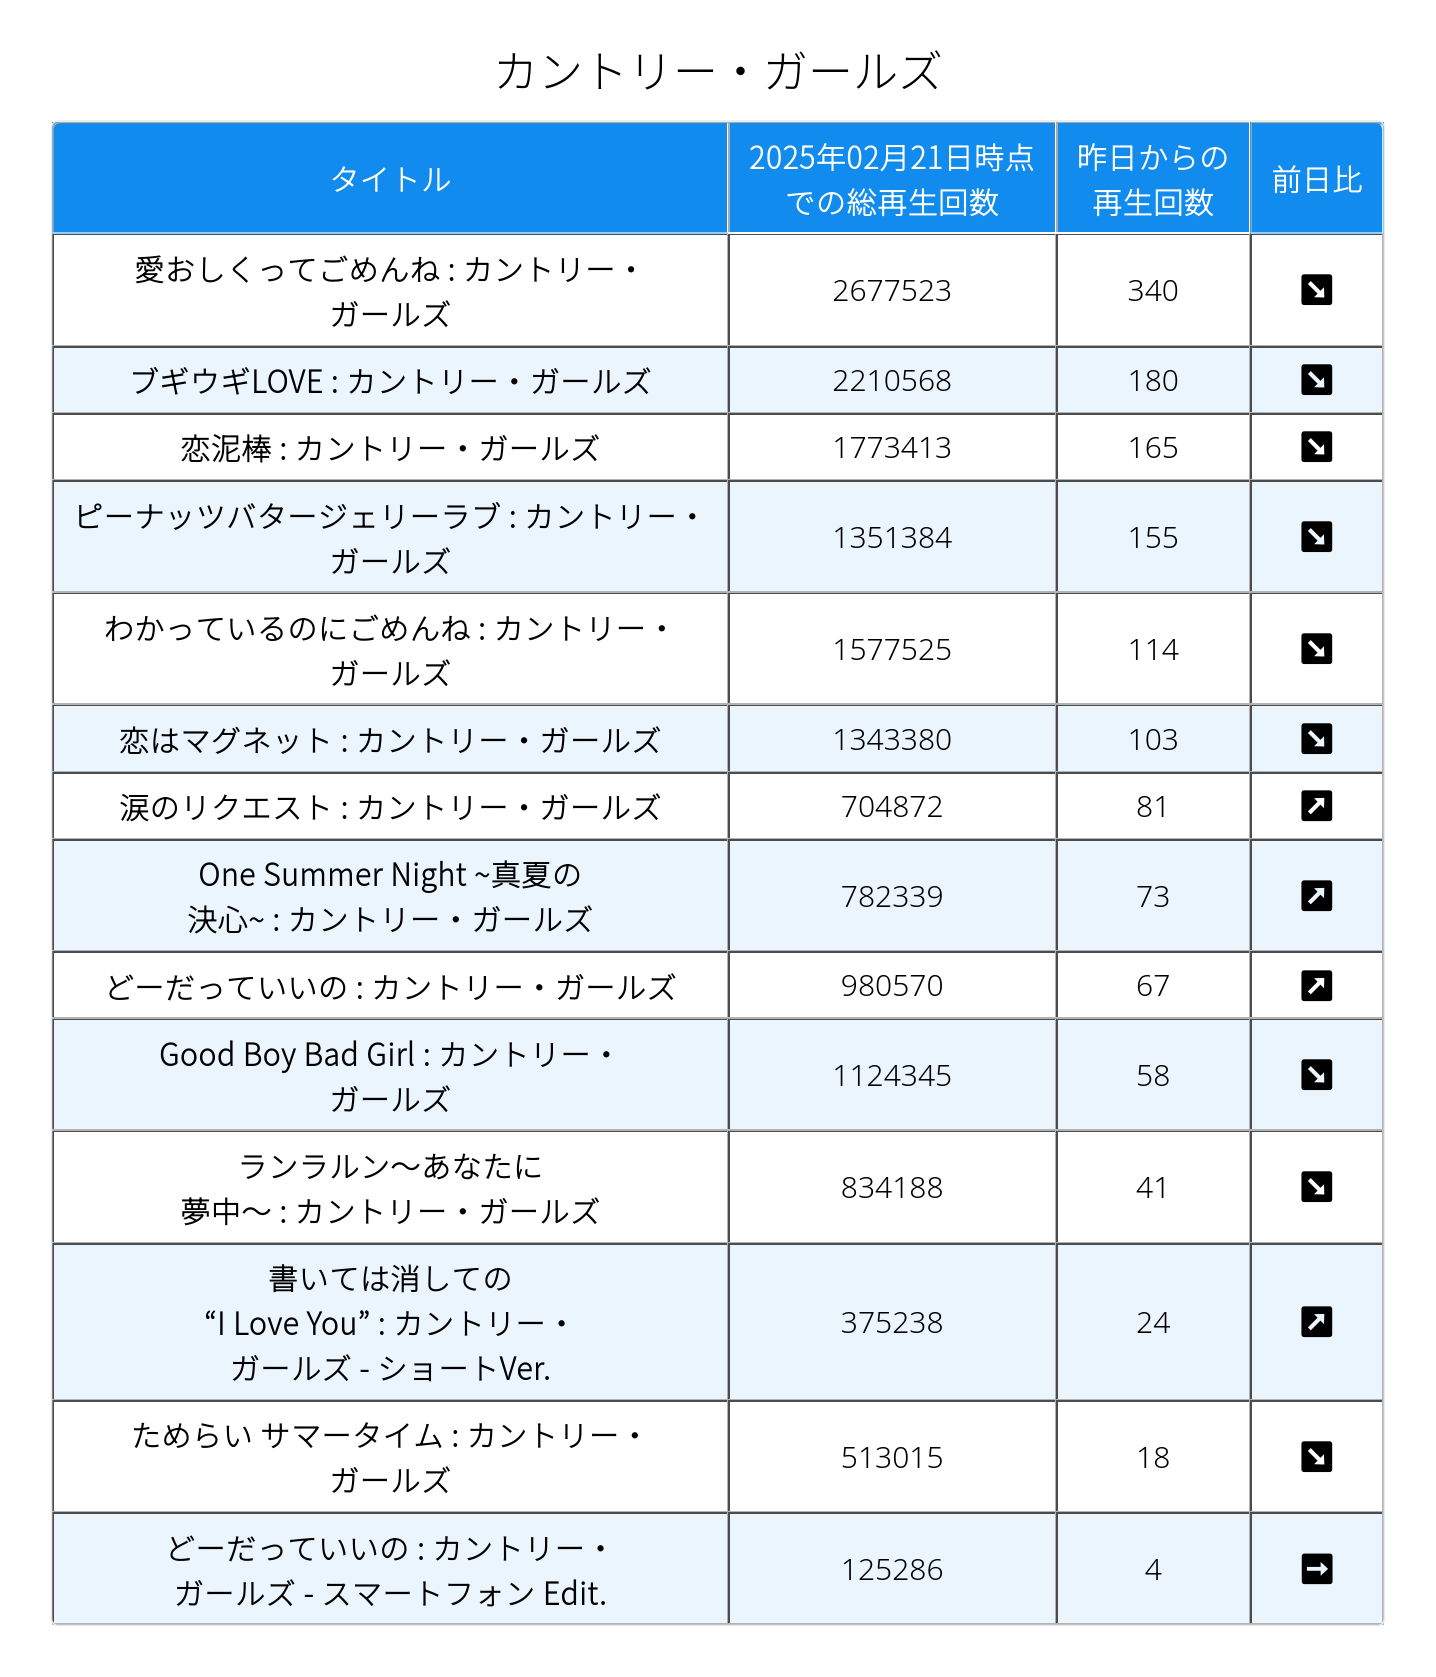 カントリー・ガールズ
タイトル
2025年02月21日時点
での総再生回数
昨日からの
再生回数
前日比
愛おしくってごめんね : カントリー・
ガールズ
2677523
340
ブギウギLOVE : カントリー・ガールズ
2210568
180
恋泥棒 : カントリー・ガールズ
1773413
165
ピーナッツバタージェリーラブ : カントリー・
ガールズ
1351384
155
わかっているのにごめんね : カントリー・
ガールズ
1577525
114
恋はマグネット : カントリー・ガールズ
1343380
103
涙のリクエスト : カントリー・ガールズ
704872
81
One Summer Night ~真夏の
決心~ : カントリー・ガールズ
782339
73
どーだっていいの : カントリー・ガールズ
980570
67
Good Boy Bad Girl : カントリー・
ガールズ
1124345
58
ランラルン～あなたに
夢中～ : カントリー・ガールズ
834188
41
書いては消しての
“I Love You” : カントリー・
ガールズ - ショートVer.
375238
24
ためらい サマータイム : カントリー・
ガールズ
513015
18
どーだっていいの : カントリー・
ガールズ - スマートフォン Edit.
125286
4